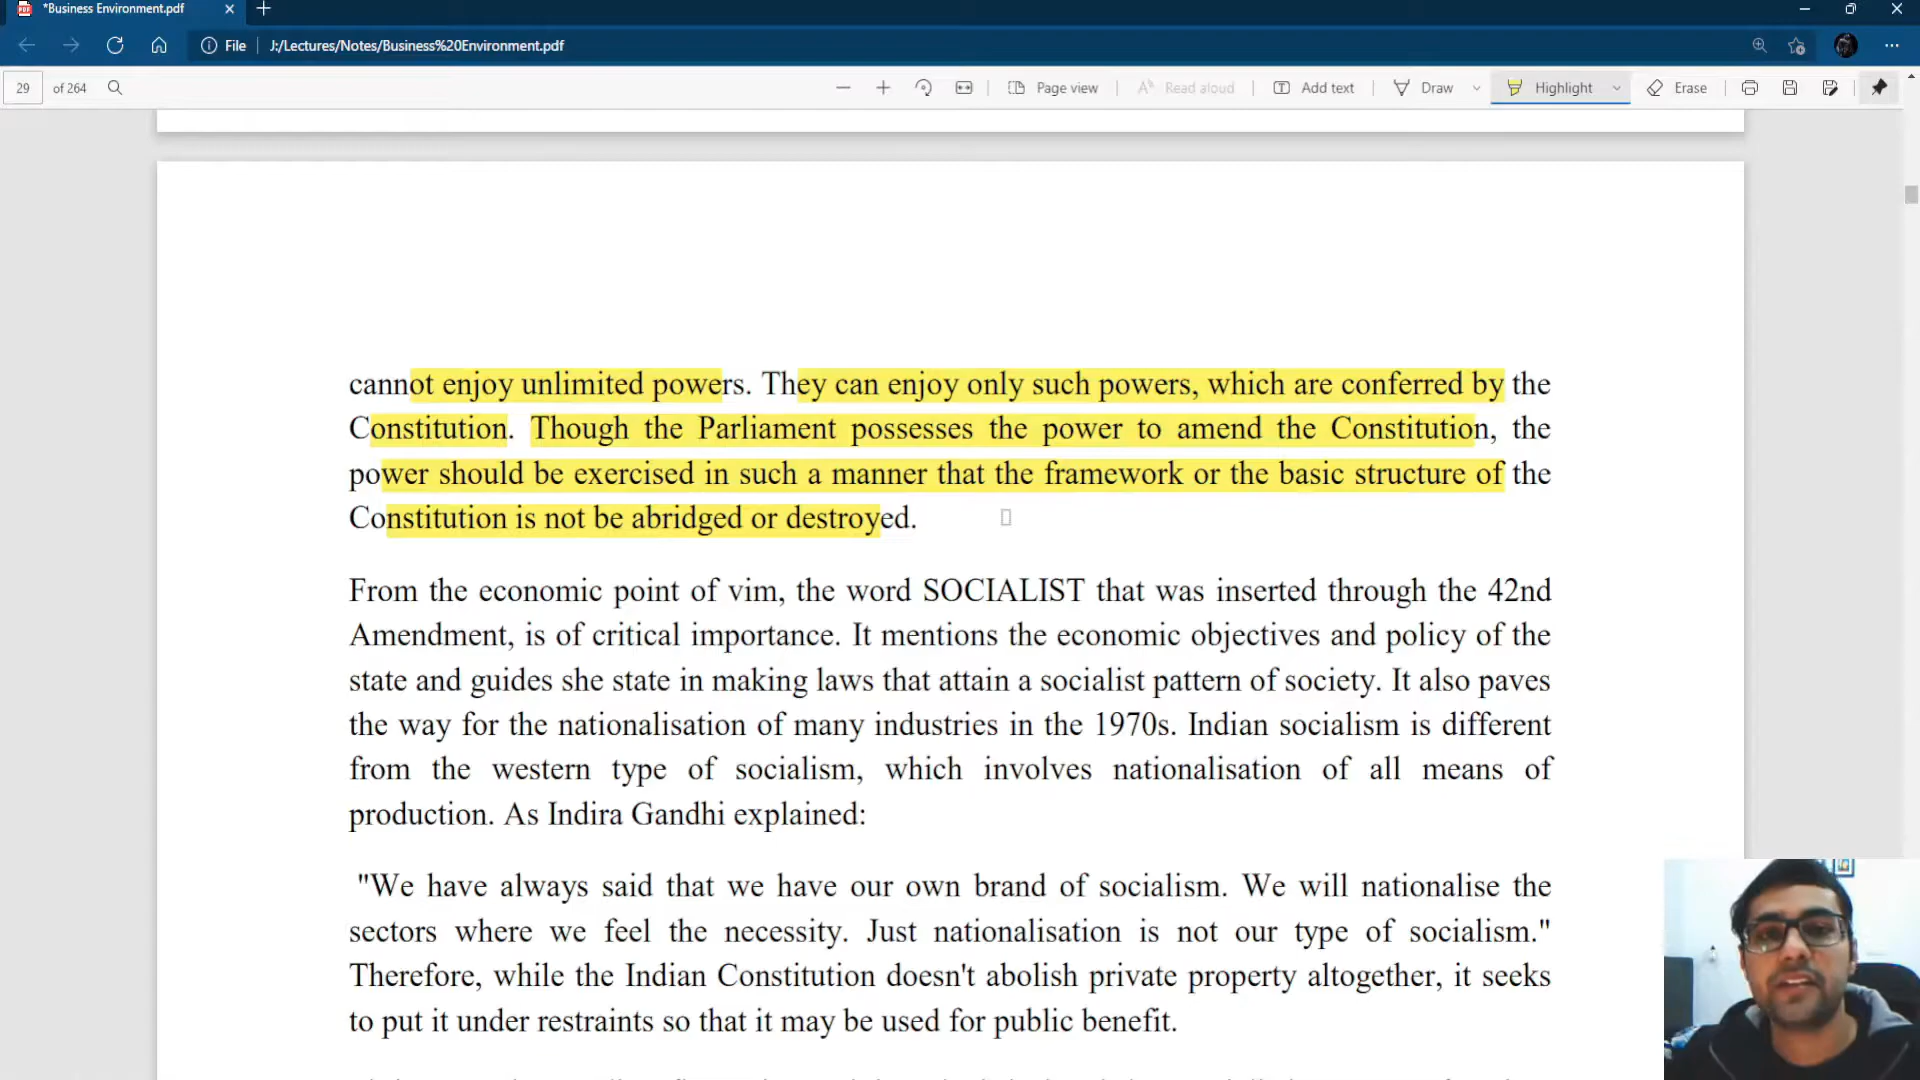 *Business Environment.pdf
File J:/Lectures/Notes/Business%20Environment.pdf
29 of 264 Page view Read aloud Add text Draw Highlight Erase
cannot enjoy unlimited powers. They can enjoy only such powers, which are conferred by the
Constitution. Though the Parliament possesses the power to amend the Constitution, the
power should be exercised in such a manner that the framework or the basic structure of the
Constitution is not be abridged or destroyed.
From the economic point of vim, the word SOCIALIST that was inserted through the 42nd
Amendment, is of critical importance. It mentions the economic objectives and policy of the
state and guides she state in making laws that attain a socialist pattern of society. It also paves
the way for the nationalisation of many industries in the 1970s. Indian socialism is different
from the western type of socialism, which involves nationalisation of all means of
production. As Indira Gandhi explained:
"We have always said that we have our own brand of socialism. We will nationalise the
sectors where we feel the necessity. Just nationalisation is not our type of socialism."
Therefore, while the Indian Constitution doesn't abolish private property altogether, it seeks
to put it under restraints so that it may be used for public benefit.